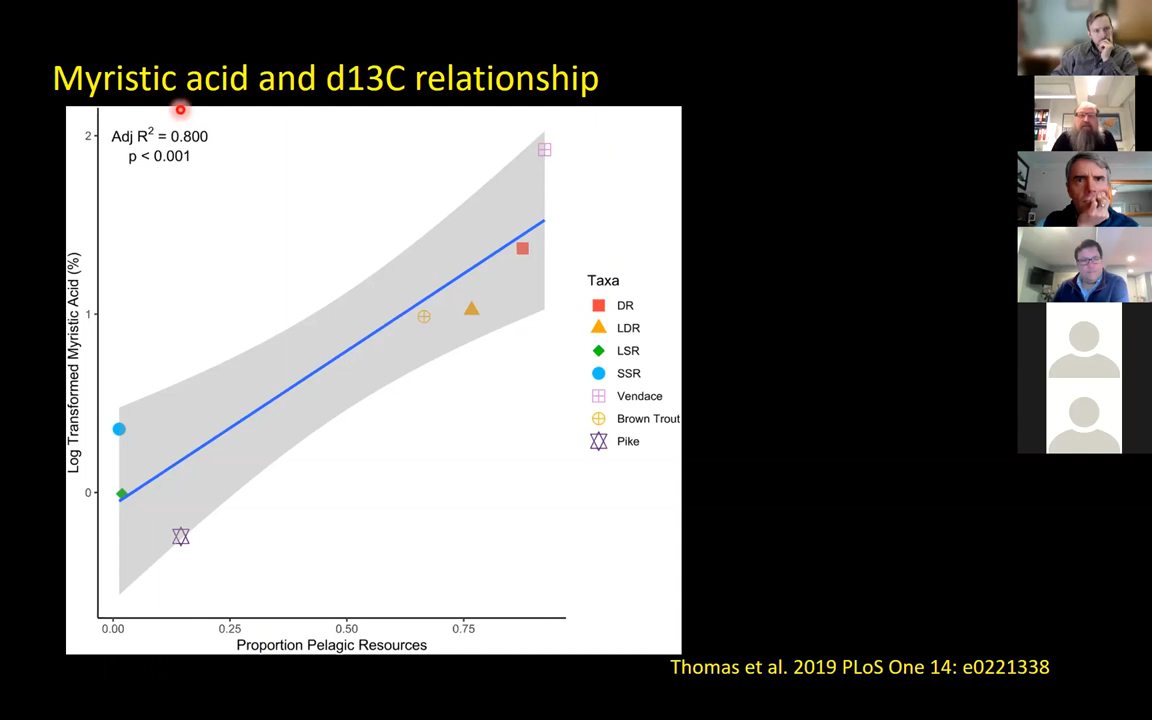 Myristic acid and d13C relationship
Adj R2 = 0.800
p < 0.001
2
1
0
Log Transformed Myristic Acid (%)
0.00 0.25 0.50 0.75
Proportion Pelagic Resources
Taxa
DR
LDR
LSR
SSR
Vendace
Brown Trout
Pike
Thomas et al. 2019 PLoS One 14: e0221338